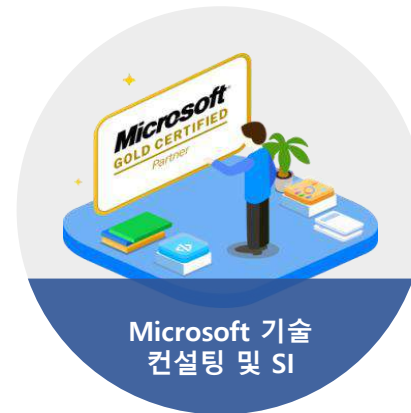 Microsoft
GOLD CERTIFIED
Partner
Microsoft 기술
컨설팅 및 SI